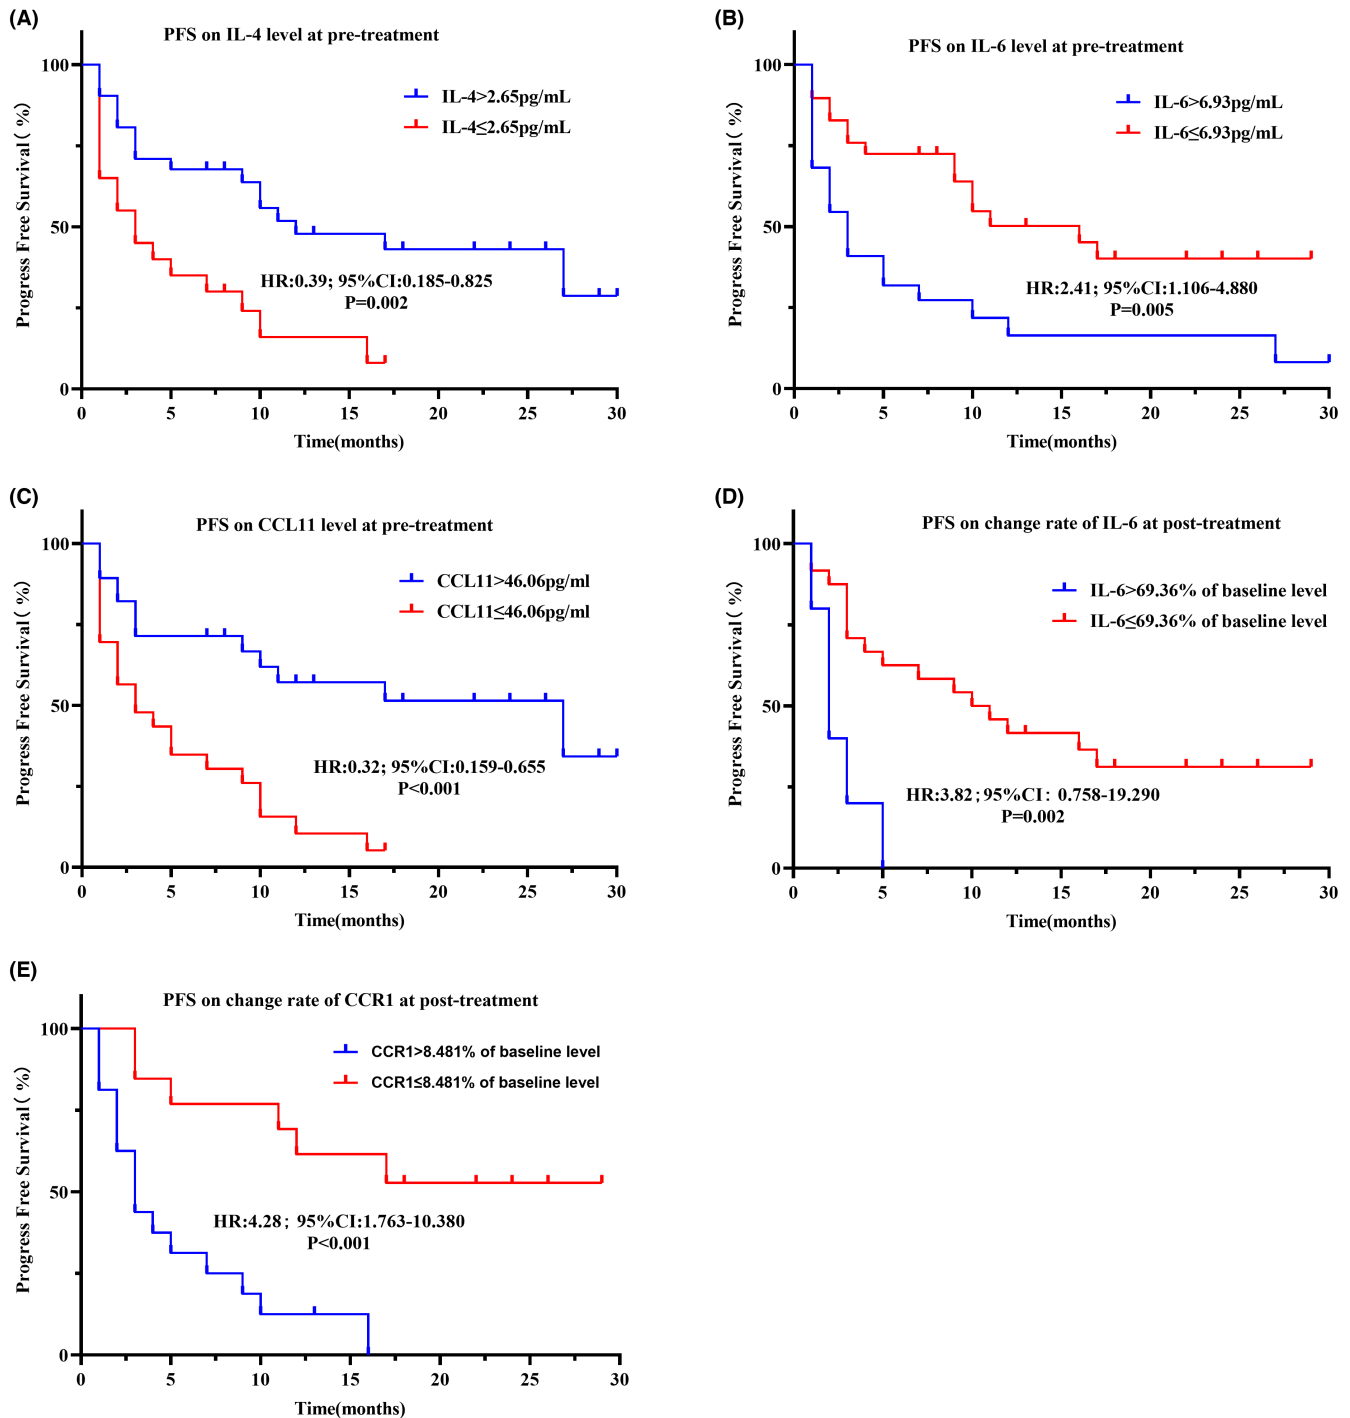 (A)
PFS on IL-4 level at pre-treatment
IL-4>2.65pg/mL
IL-4≤2.65pg/mL
Progress Free Survival( %)
100
50
0
HR:0.39; 95%CI:0.185-0.825
P=0.002
0 5 10 15 20 25 30
Time(months)
(B)
PFS on IL-6 level at pre-treatment
IL-6>6.93pg/mL
IL-6≤6.93pg/mL
Progress Free Survival( %)
100
50
0
HR:2.41; 95%CI:1.106-4.880
P=0.005
0 5 10 15 20 25 30
Time(months)
(C)
PFS on CCL11 level at pre-treatment
CCL11>46.06pg/ml
CCL11≤46.06pg/ml
Progress Free Survival( %)
100
50
0
HR:0.32; 95%CI:0.159-0.655
P<0.001
0 5 10 15 20 25 30
Time(months)
(D)
PFS on change rate of IL-6 at post-treatment
IL-6>69.36% of baseline level
IL-6≤69.36% of baseline level
Progress Free Survival( %)
100
50
0
HR:3.82;95%CI: 0.758-19.290
P=0.002
0 5 10 15 20 25 30
Time(months)
(E)
PFS on change rate of CCR1 at post-treatment
CCR1>8.481% of baseline level
CCR1≤8.481% of baseline level
Progress Free Survival( %)
100
50
0
HR:4.28; 95%CI:1.763-10.380
P<0.001
0 5 10 15 20 25 30
Time(months)